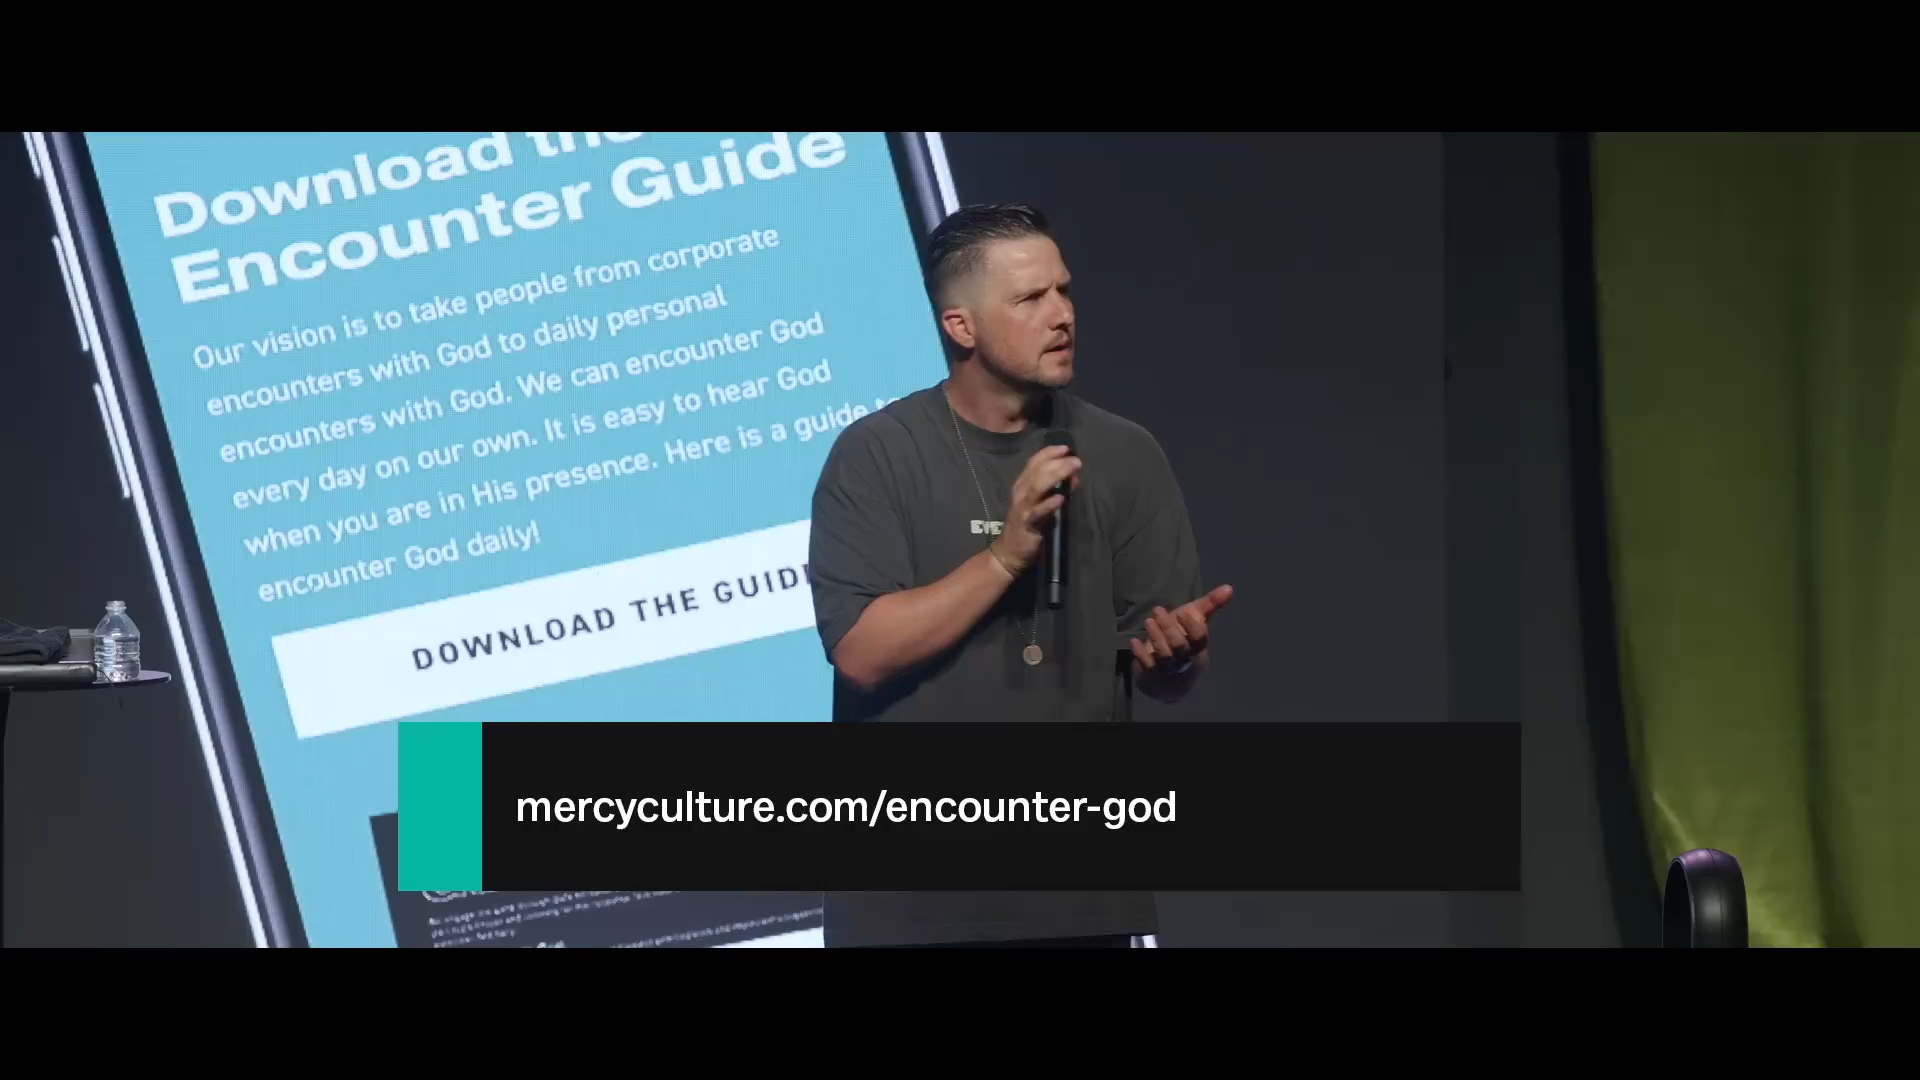 Download the
Encounter Guide
Our vision is to take people from corporate
encounters with God to daily personal
encounters with God. We can encounter God
every day on our own. It is easy to hear God
when you are in His presence. Here is a guide to
encounter God daily!
DOWNLOAD THE GUIDE
mercyculture.com/encounter-god